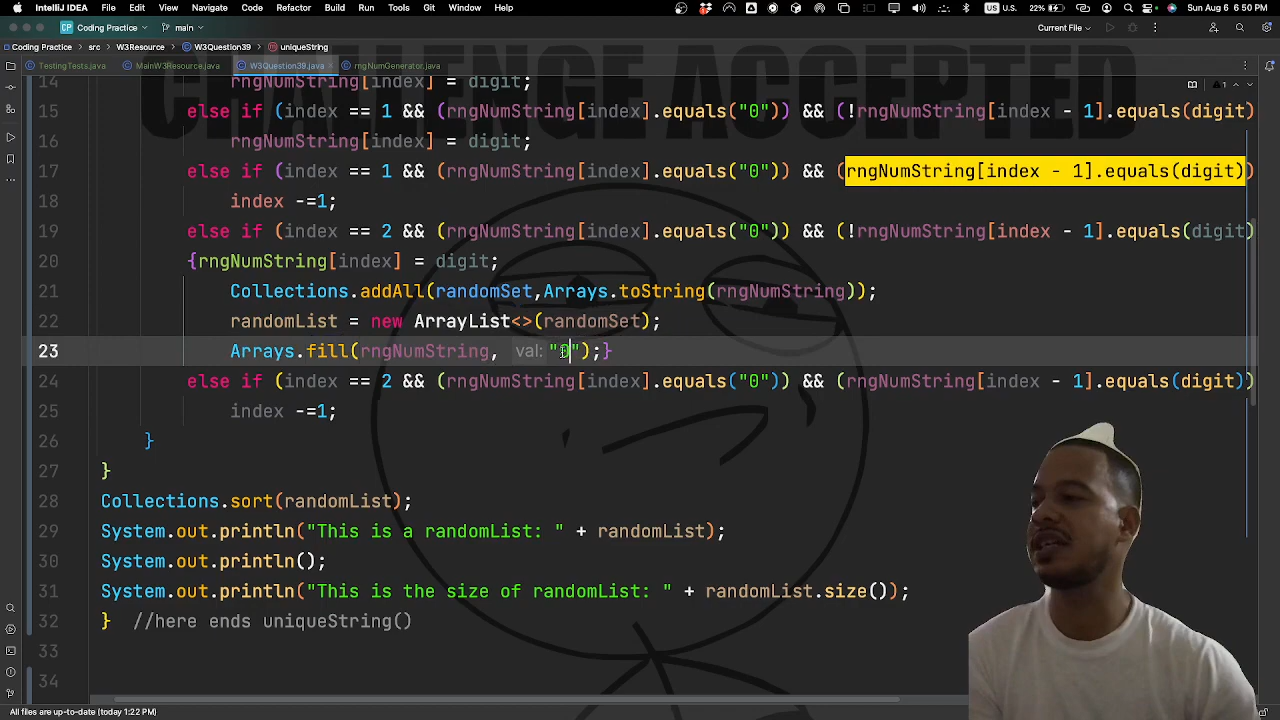 IntelliJ IDEA File Edit View Navigate Code Refactor Build Run Tools Git Window Help U.S. 22% Sun Aug 6 6:50 PM
CP Coding Practice main Current File
Coding Practice src W3Resource W3Question39 uniqueString
TestingTests.java MainW3Resource.java W3Question39.java rngNumGenerator.java
CHALLENGE ACCEPTED
14 rngNumString[index] = digit;
1
15 else if (index == 1 && (rngNumString[index].equals("0")) && (!rngNumString[index - 1].equals(digit)
16 rngNumString[index] = digit;
17 else if (index == 1 && (rngNumString[index].equals("0")) && (rngNumString[index - 1].equals(digit))
18 index -=1;
19 else if (index == 2 && (rngNumString[index].equals("0")) && (!rngNumString[index - 1].equals(digit)
20 {rngNumString[index] = digit;
21 Collections.addAll(randomSet,Arrays.toString(rngNumString));
22 randomList = new ArrayList<>(randomSet);
23 Arrays.fill(rngNumString, val: "0");}
24 else if (index == 2 && (rngNumString[index].equals("0")) && (rngNumString[index - 1].equals(digit))
25 index -=1;
26 }
27 }
28 Collections.sort(randomList);
29 System.out.println("This is a randomList: " + randomList);
30 System.out.println();
31 System.out.println("This is the size of randomList: " + randomList.size());
32 } //here ends uniqueString()
33
34
All files are up-to-date (today 1:22 PM)